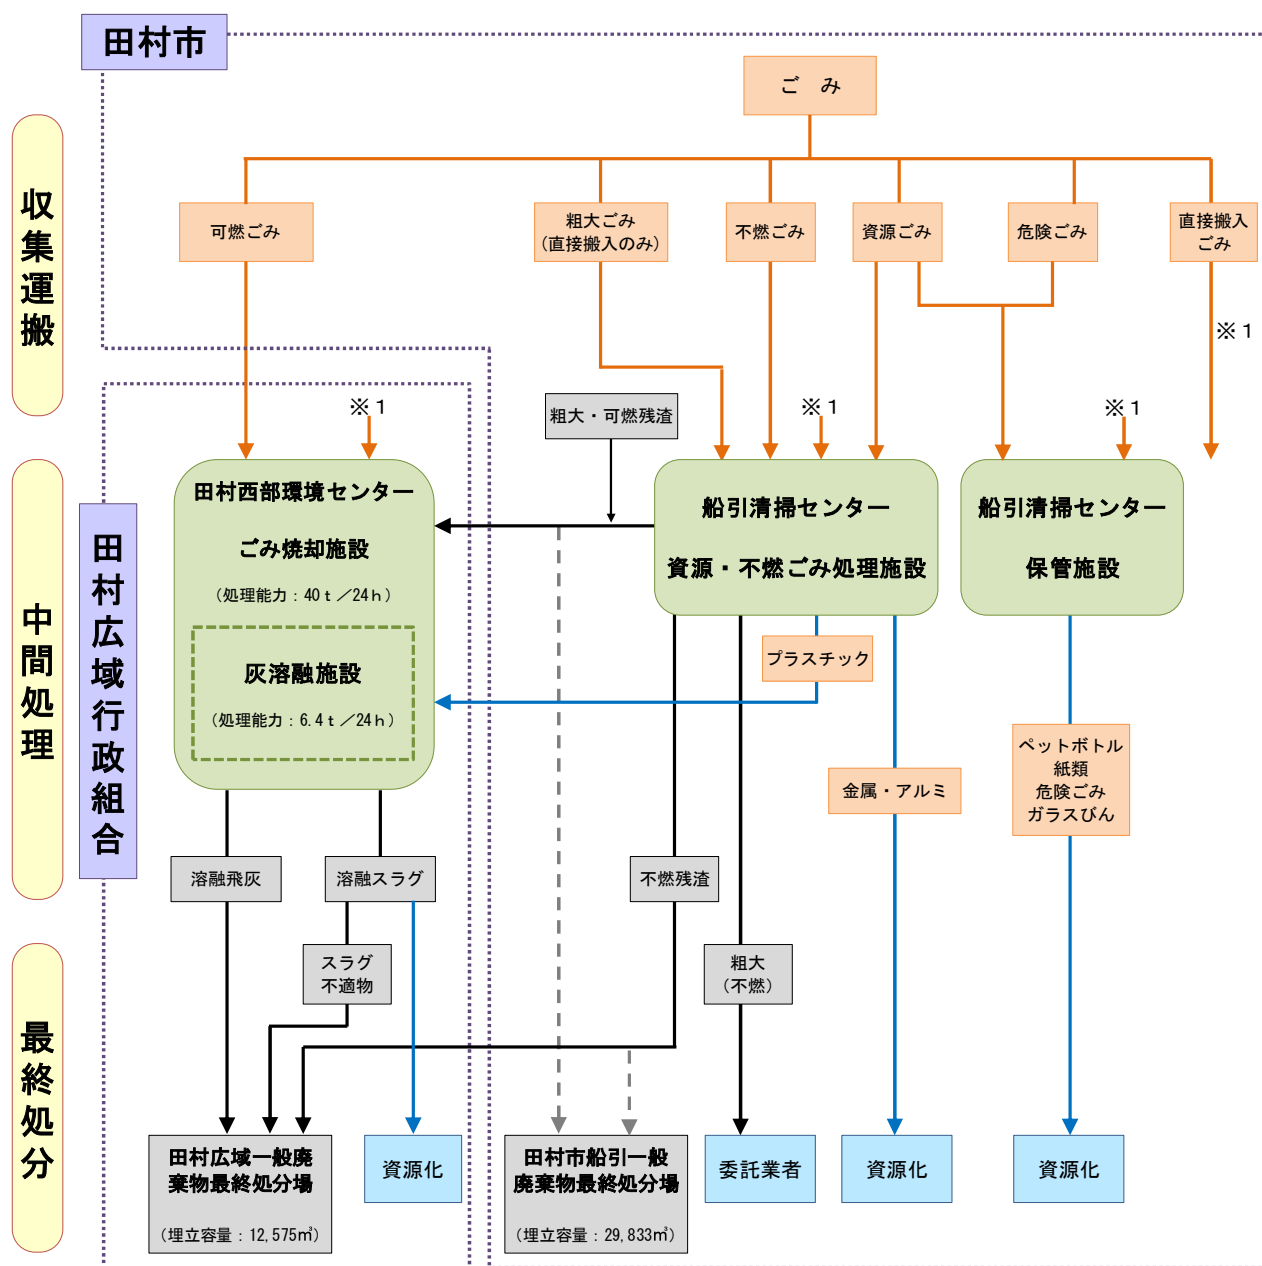 田村市
ご み
収集運搬
可燃ごみ
粗大ごみ
（直接搬入のみ）
不燃ごみ
資源ごみ
危険ごみ
直接搬入
ごみ
※１
※１
粗大・可燃残渣
※１
※１
中間処理
田村広域行政組合
田村西部環境センター
ごみ焼却施設
（処理能力：40ｔ／24ｈ）
灰溶融施設
（処理能力：6.4ｔ／24ｈ）
船引清掃センター
資源・不燃ごみ処理施設
船引清掃センター
保管施設
プラスチック
金属・アルミ
ペットボトル
紙類
危険ごみ
ガラスびん
溶融飛灰
溶融スラグ
不燃残渣
最終処分
スラグ
不適物
粗大
（不燃）
田村広域一般廃
棄物最終処分場
（埋立容量：12,575㎥）
資源化
田村市船引一般
廃棄物最終処分場
（埋立容量：29,833㎥）
委託業者
資源化
資源化